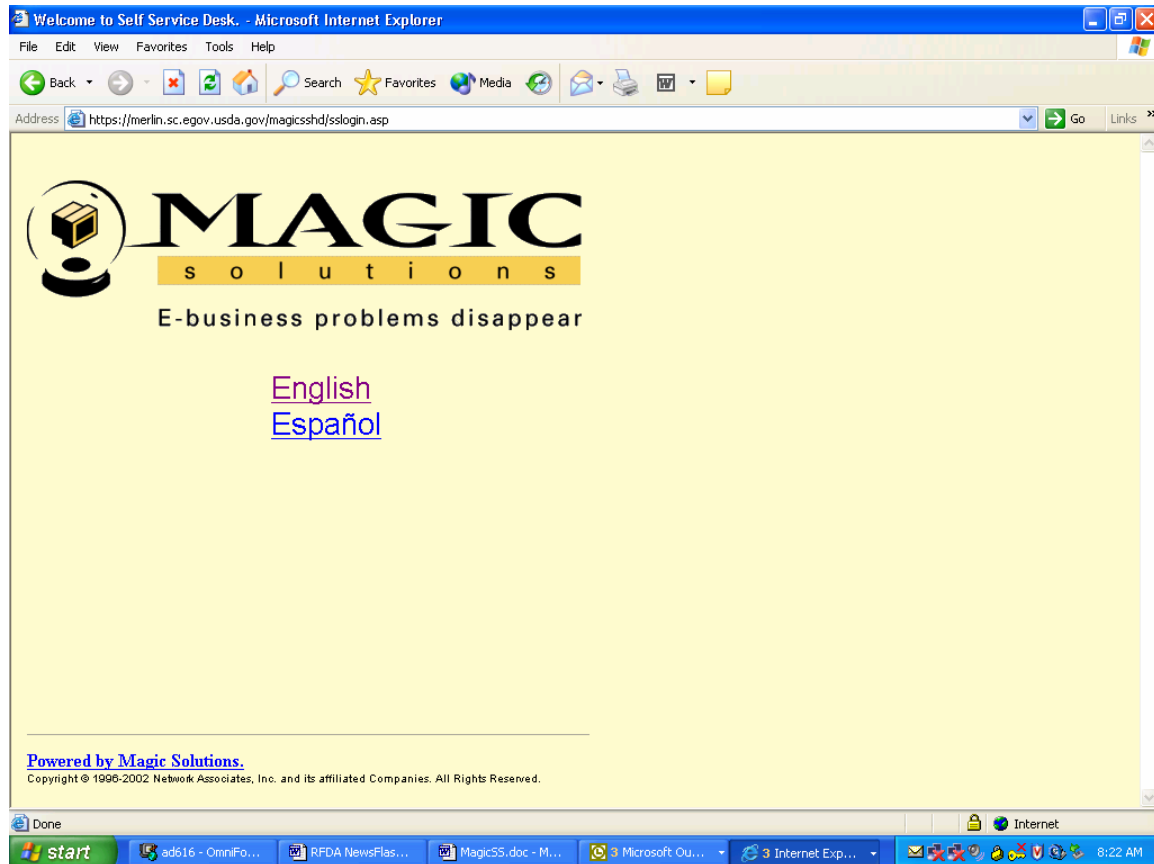 Welcome to Self Service Desk. - Microsoft Internet Explorer
File Edit View Favorites Tools Help
Back Search Favorites Media
Address https://merlin.sc.egov.usda.gov/magicsshd/sslogin.asp Go Links »
MAGIC
solutions
E-business problems disappear
English
Español
Powered by Magic Solutions.
Copyright © 1996-2002 Network Associates, Inc. and its affiliated Companies. All Rights Reserved.
Done Internet
start ad616 - OmniFo... RFDA NewsFlas... MagicSS.doc - M... 3 Microsoft Ou... 3 Internet Exp... 8:22 AM